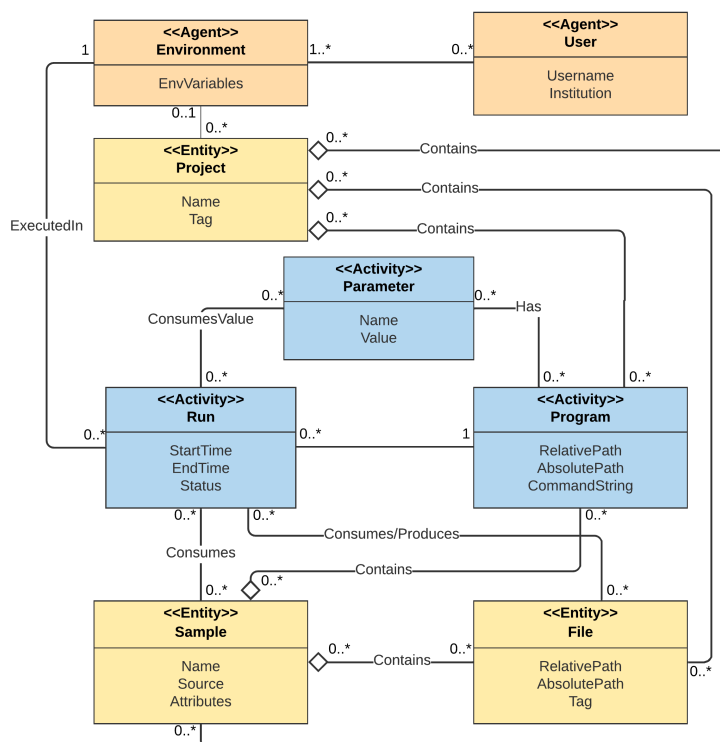 <<Agent>>
Environment
EnvVariables
<<Agent>>
User
Username
Institution
1
1..*
0..*
0..1
0..*
<<Entity>>
Project
Name
Tag
0..*
Contains
0..*
Contains
0..*
Contains
ExecutedIn
<<Activity>>
Parameter
Name
Value
0..*
0..*
ConsumesValue
Has
0..*
0..*
0..*
<<Activity>>
Run
StartTime
EndTime
Status
<<Activity>>
Program
RelativePath
AbsolutePath
CommandString
0..*
0..*
1
0..*
0..*
0..*
Consumes/Produces
Consumes
Contains
0..*
0..*
0..*
<<Entity>>
Sample
Name
Source
Attributes
<<Entity>>
File
RelativePath
AbsolutePath
Tag
0..*
Contains
0..*
0..*
0..*